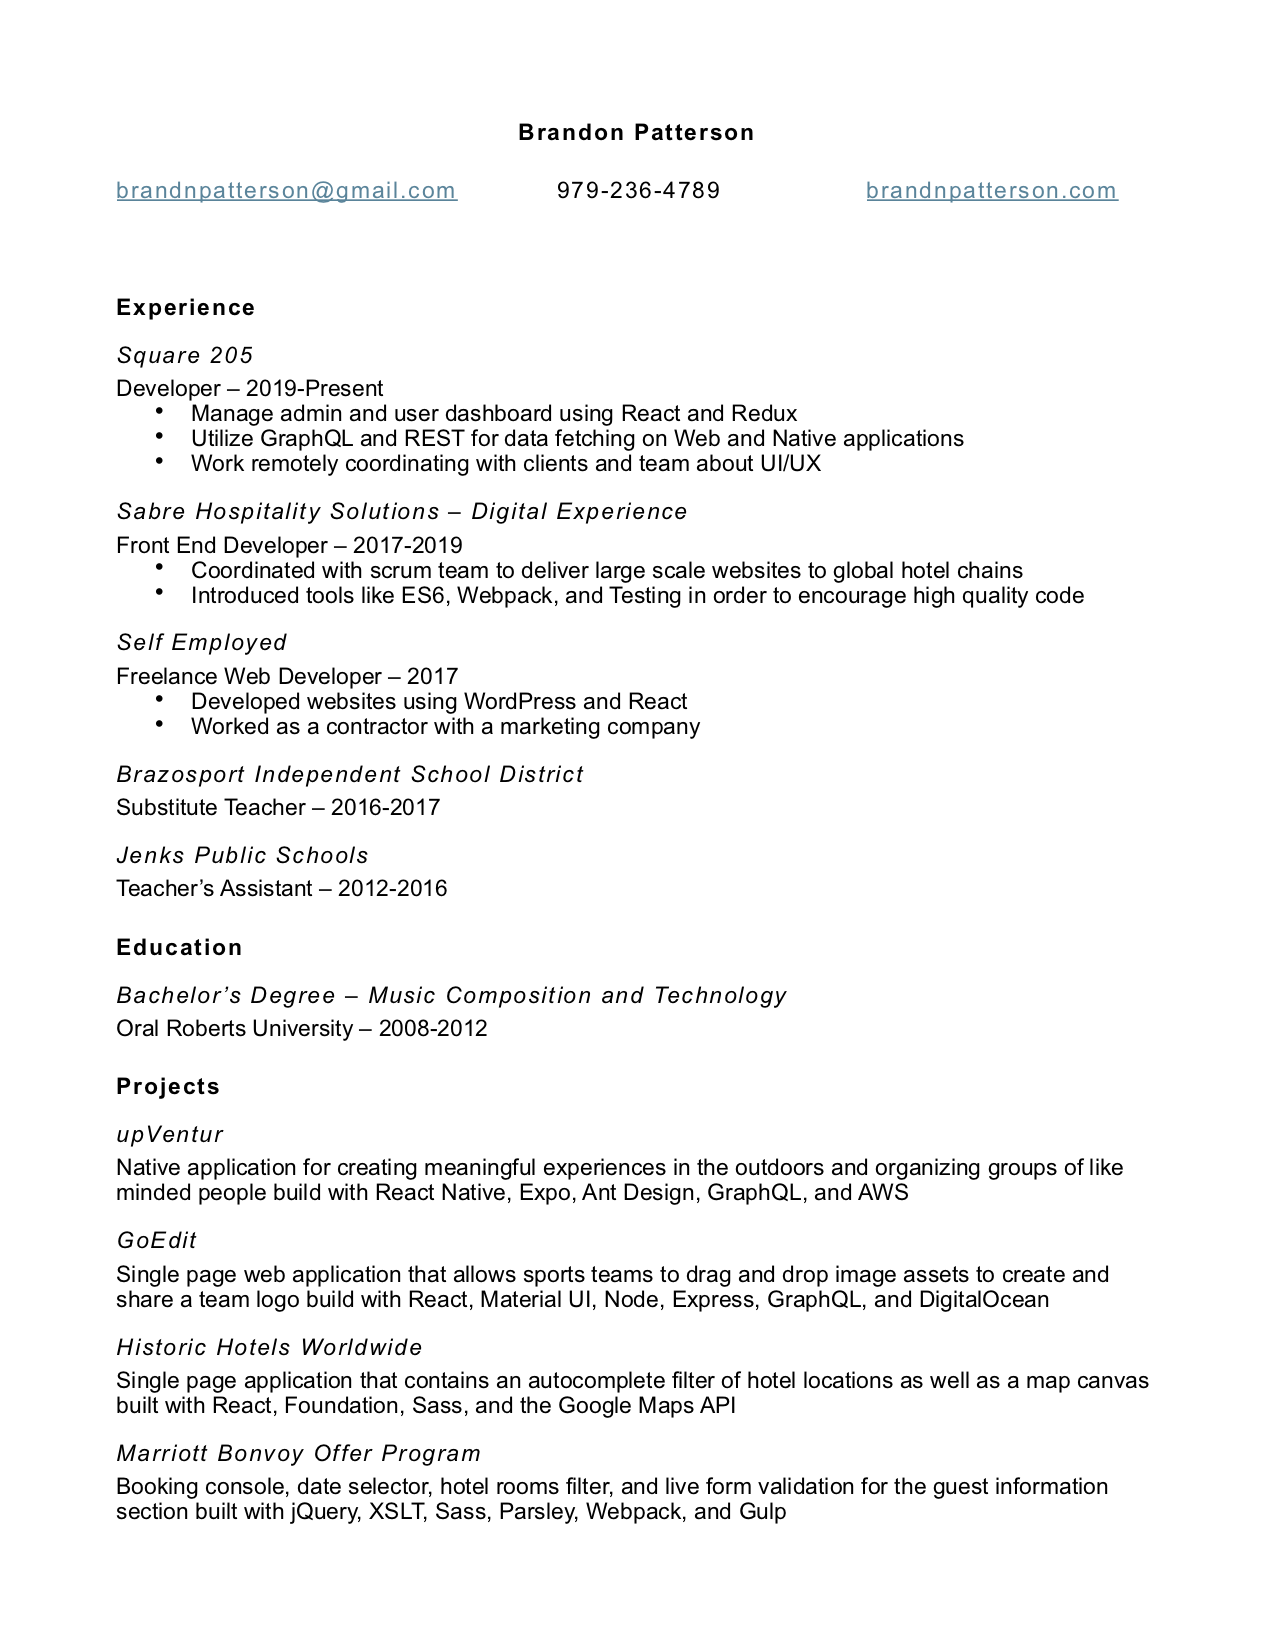 Brandon Patterson
brandnpatterson@gmail.com 979-236-4789 brandnpatterson.com
Experience
Square 205
Developer – 2019-Present
• Manage admin and user dashboard using React and Redux
• Utilize GraphQL and REST for data fetching on Web and Native applications
• Work remotely coordinating with clients and team about UI/UX
Sabre Hospitality Solutions – Digital Experience
Front End Developer – 2017-2019
• Coordinated with scrum team to deliver large scale websites to global hotel chains
• Introduced tools like ES6, Webpack, and Testing in order to encourage high quality code
Self Employed
Freelance Web Developer – 2017
• Developed websites using WordPress and React
• Worked as a contractor with a marketing company
Brazosport Independent School District
Substitute Teacher – 2016-2017
Jenks Public Schools
Teacher’s Assistant – 2012-2016
Education
Bachelor’s Degree – Music Composition and Technology
Oral Roberts University – 2008-2012
Projects
upVentur
Native application for creating meaningful experiences in the outdoors and organizing groups of like
minded people build with React Native, Expo, Ant Design, GraphQL, and AWS
GoEdit
Single page web application that allows sports teams to drag and drop image assets to create and
share a team logo build with React, Material UI, Node, Express, GraphQL, and DigitalOcean
Historic Hotels Worldwide
Single page application that contains an autocomplete filter of hotel locations as well as a map canvas
built with React, Foundation, Sass, and the Google Maps API
Marriott Bonvoy Offer Program
Booking console, date selector, hotel rooms filter, and live form validation for the guest information
section built with jQuery, XSLT, Sass, Parsley, Webpack, and Gulp